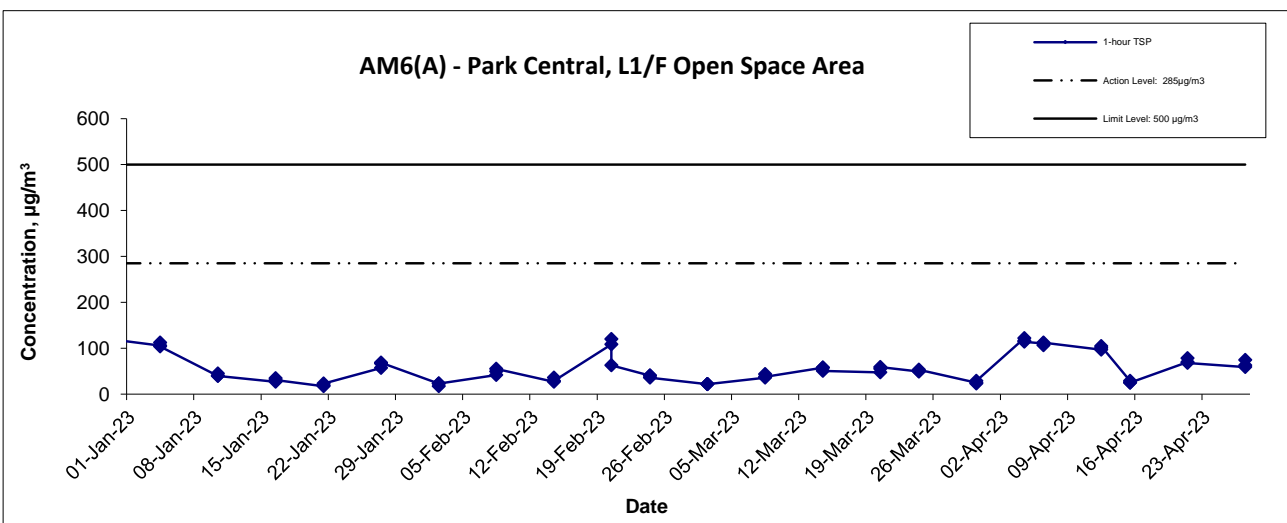 1-hour TSP
Action Level:  285µg/m3
Limit Level: 500 µg/m3
AM6(A) - Park Central, L1/F Open Space Area
Concentration, µg/m³
600
500
400
300
200
100
0
01-Jan-23
08-Jan-23
15-Jan-23
22-Jan-23
29-Jan-23
05-Feb-23
12-Feb-23
19-Feb-23
26-Feb-23
05-Mar-23
12-Mar-23
19-Mar-23
26-Mar-23
02-Apr-23
09-Apr-23
16-Apr-23
23-Apr-23
Date